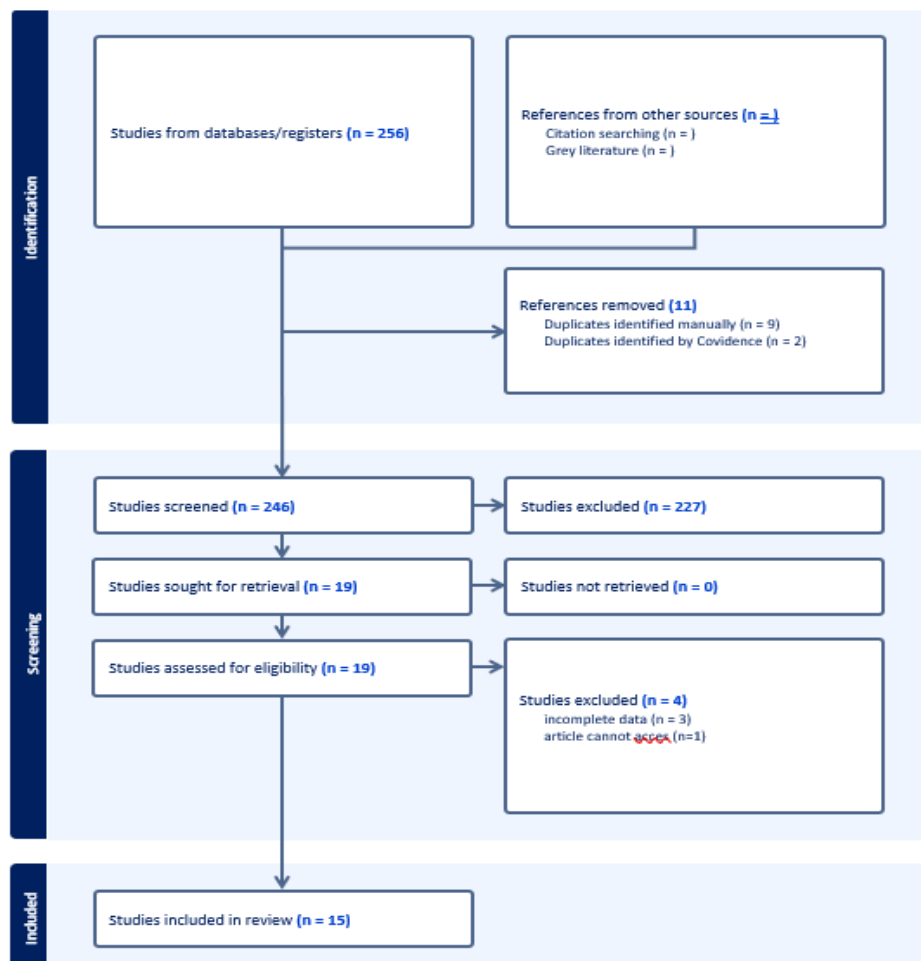 Identification
Studies from databases/registers (n = 256)
References from other sources (n = )
Citation searching (n = )
Grey literature (n = )
References removed (11)
Duplicates identified manually (n = 9)
Duplicates identified by Covidence (n = 2)
Screening
Studies screened (n = 246)
Studies excluded (n = 227)
Studies sought for retrieval (n = 19)
Studies not retrieved (n = 0)
Studies assessed for eligibility (n = 19)
Studies excluded (n = 4)
incomplete data (n = 3)
article cannot acces (n=1)
Included
Studies included in review (n = 15)